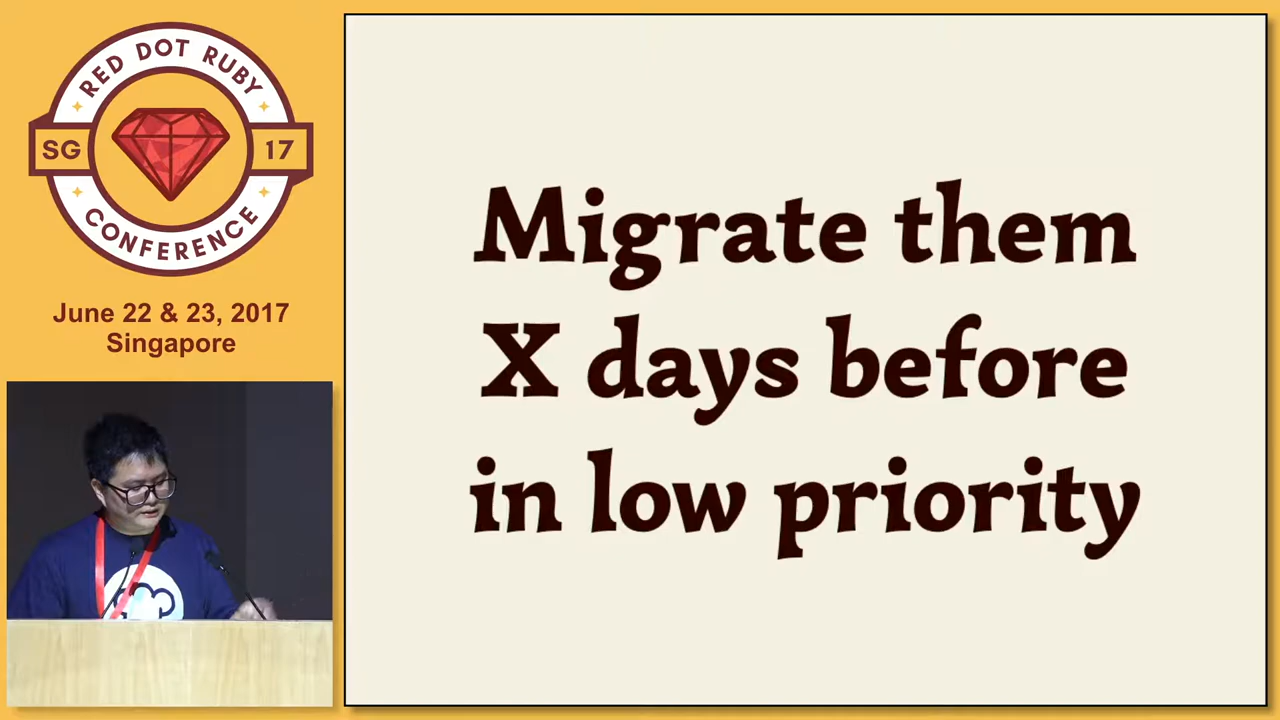 RED DOT RUBY
SG 17
CONFERENCE
June 22 & 23, 2017
Singapore
Migrate them
X days before
in low priority